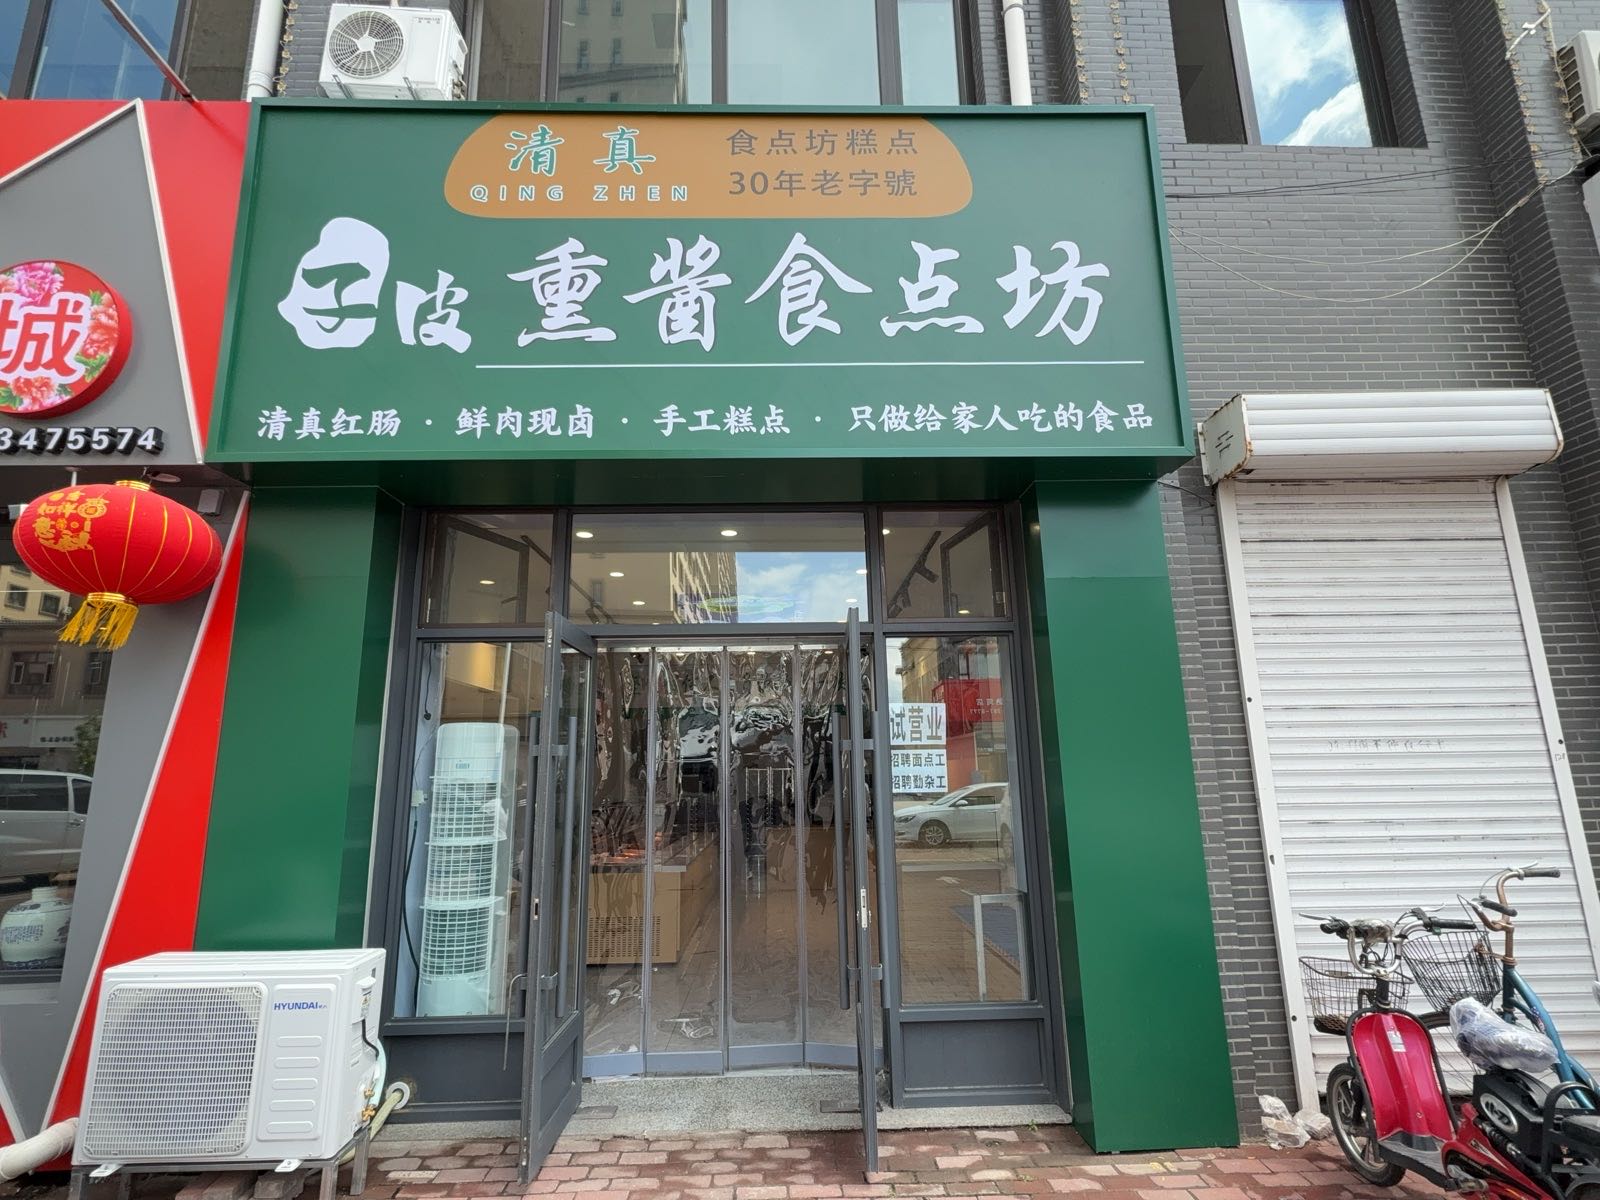 清真
QING ZHEN
食点坊糕点
30年老字號
皮 熏酱食点坊
清真红肠 · 鲜肉现卤 · 手工糕点 · 只做给家人吃的食品
城
3475574
试营业
招聘面点工
招聘勤杂工
HYUNDAI